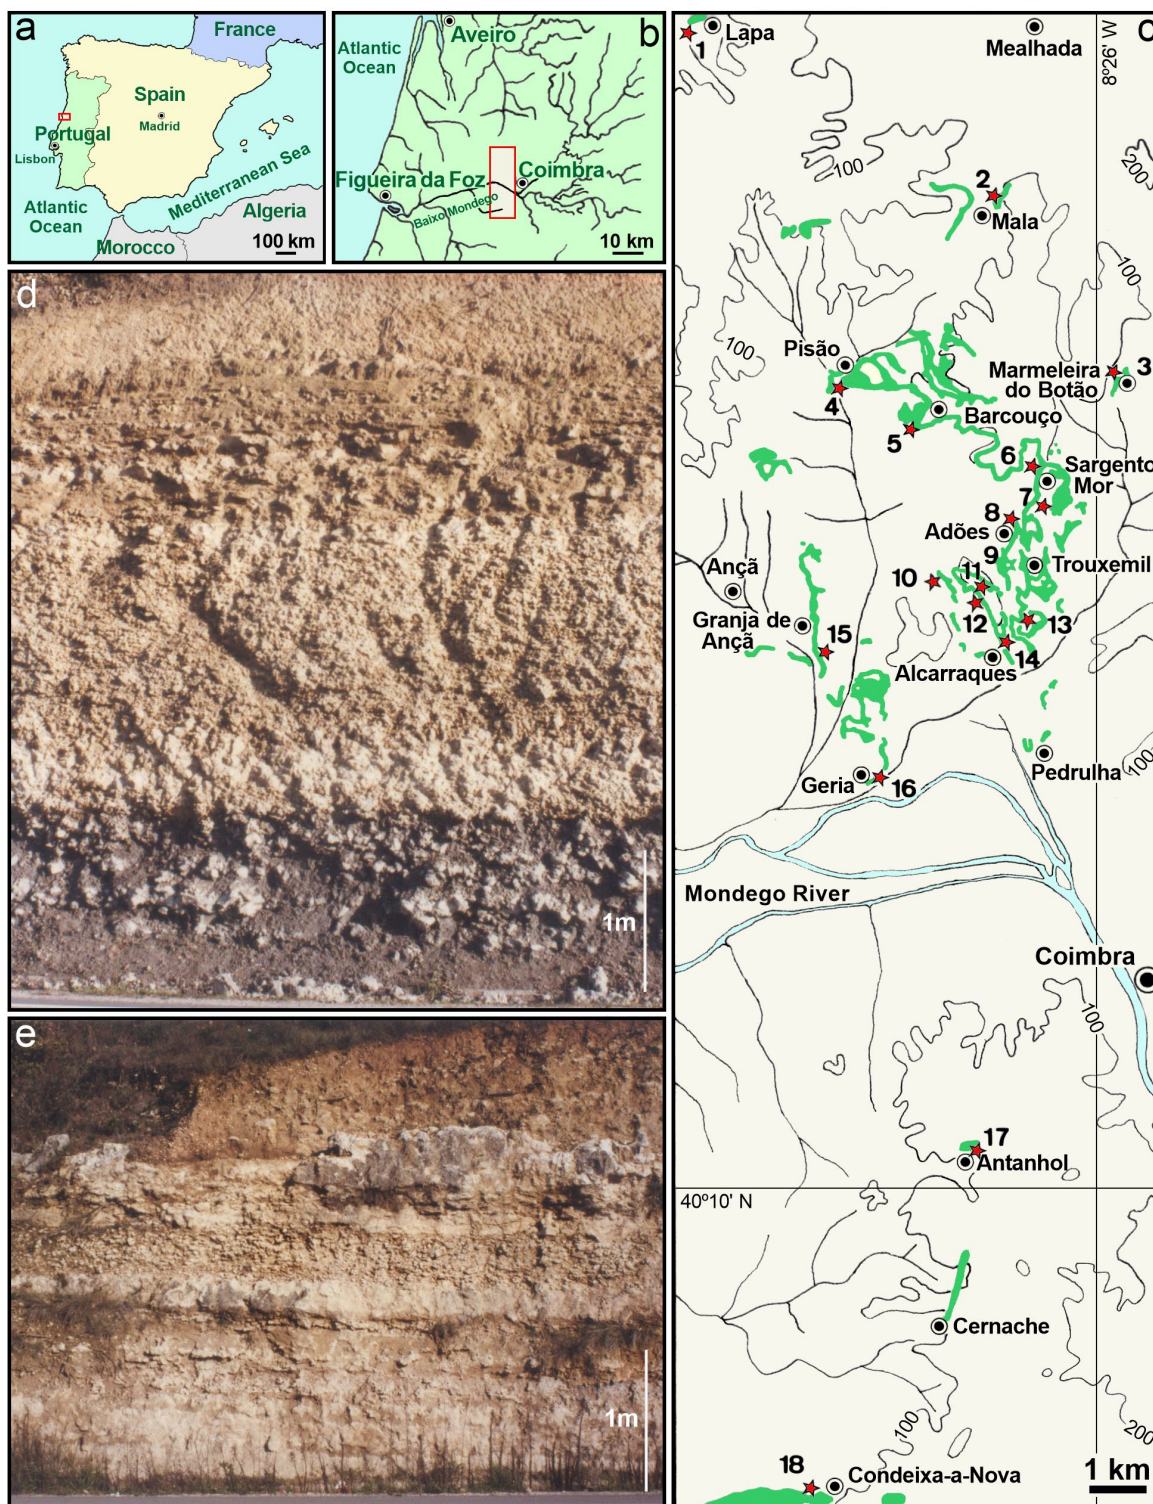 a
France
Spain
Madrid
Portugal
Lisbon
Mediterranean Sea
Atlantic
Ocean
Algeria
Morocco
100 km
b
Aveiro
Atlantic
Ocean
Coimbra
Figueira da Foz
Baixo Mondego
10 km
c
8º26' W
1
Lapa
Mealhada
100
200
2
Mala
100
100
Pisão
4
Marmeleira
do Botão
3
Barcouço
5
6
Sargento
Mor
7
8
Adões
9
Trouxemil
10
11
12
13
14
Ançã
Granja de
Ançã
15
Alcarraques
Geria
16
Pedrulha
100
Mondego River
Coimbra
100
17
Antanhol
40º10' N
Cernache
100
200
18
Condeixa-a-Nova
1 km
d
1m
e
1m